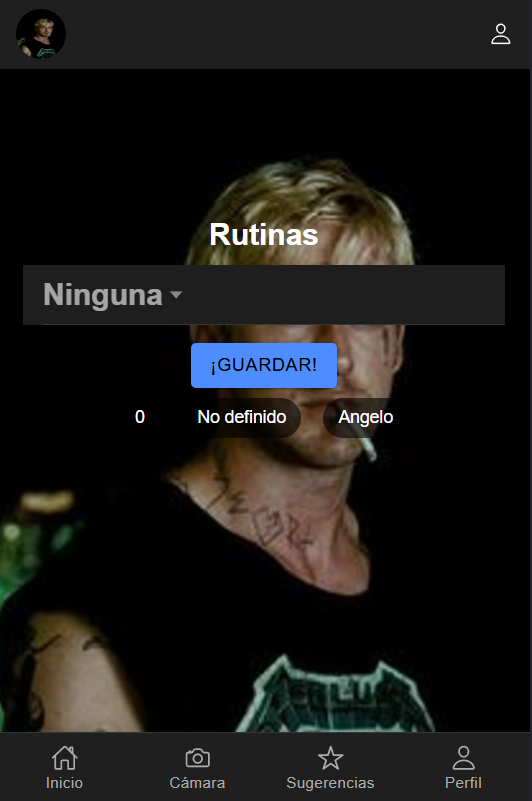 Rutinas
Ninguna
¡GUARDAR!
0 No definido Angelo
Inicio Cámara Sugerencias Perfil